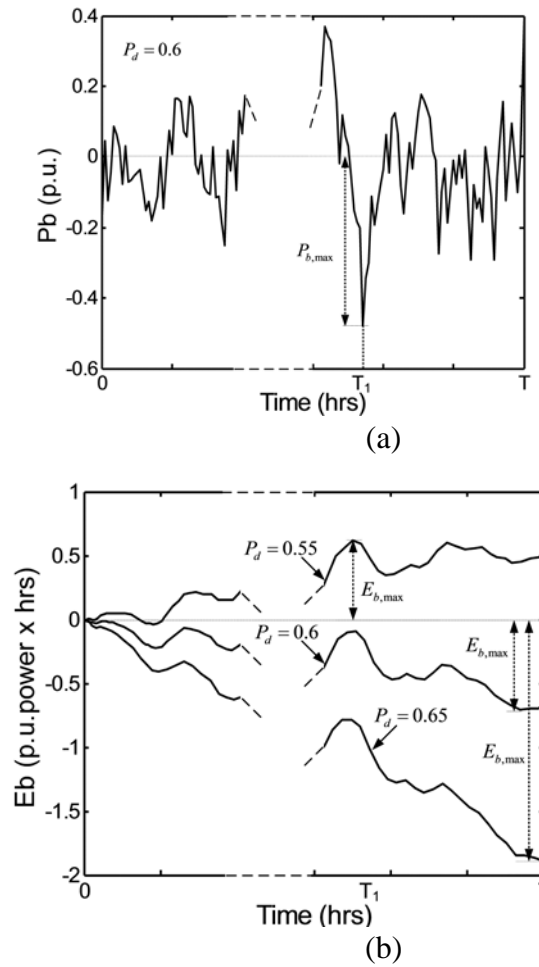 0.4
P_d = 0.6
0.2
0
-0.2
-0.4
-0.6
Pb (p.u.)
P_b,max
0
T_1
T
Time (hrs)
(a)
1
0.5
0
-0.5
-1
-1.5
-2
Eb (p.u.power x hrs)
P_d = 0.55
E_b,max
P_d = 0.6
E_b,max
P_d = 0.65
E_b,max
0
T_1
Time (hrs)
(b)